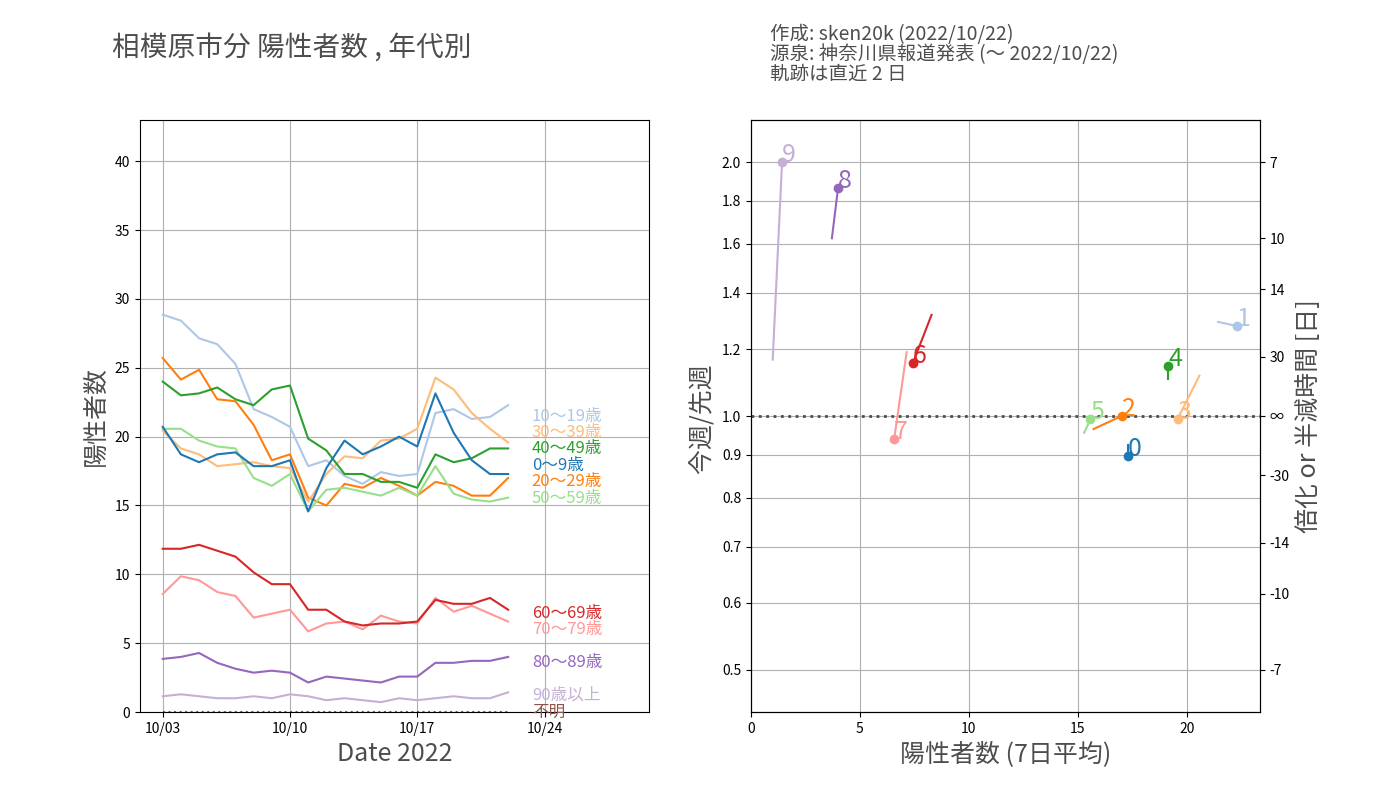 相模原市分 陽性者数 , 年代別
作成: sken20k (2022/10/22)
源泉: 神奈川県報道発表 (～ 2022/10/22)
軌跡は直近 2 日
陽性者数
40
35
30
25
20
15
10
5
0
10/03
10/10
10/17
10/24
Date 2022
10～19歳
30～39歳
40～49歳
0～9歳
20～29歳
50～59歳
60～69歳
70～79歳
80～89歳
90歳以上
不明
今週/先週
2.0
1.8
1.6
1.4
1.2
1.0
0.9
0.8
0.7
0.6
0.5
9
8
1
6
4
2
5
3
7
0
0
5
10
15
20
陽性者数 (7日平均)
7
10
14
30
∞
-30
-14
-10
-7
倍化 or 半減時間 [日]